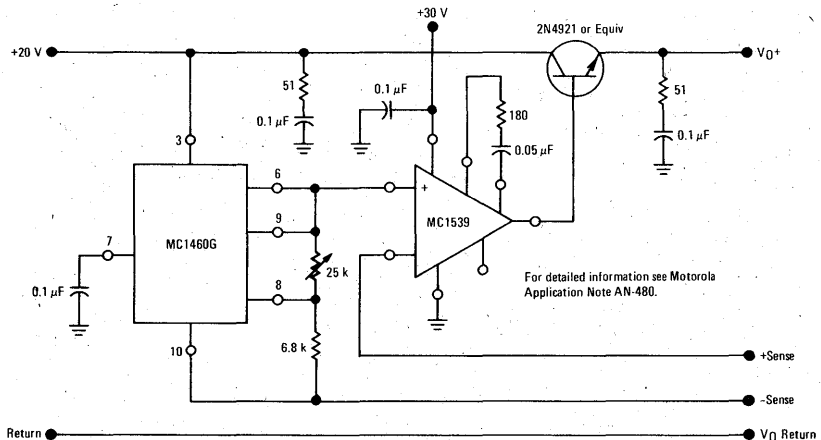 +30 V
2N4921 or Equiv
+20 V
VO+
51
0.1 μF
0.1 μF
180
0.05 μF
51
0.1 μF
3
6
+
MC1460G
9
MC1539
7
25 k
0.1 μF
8
For detailed information see Motorola
Application Note AN-480.
10
6.8 k
+Sense
−Sense
Return
VO Return